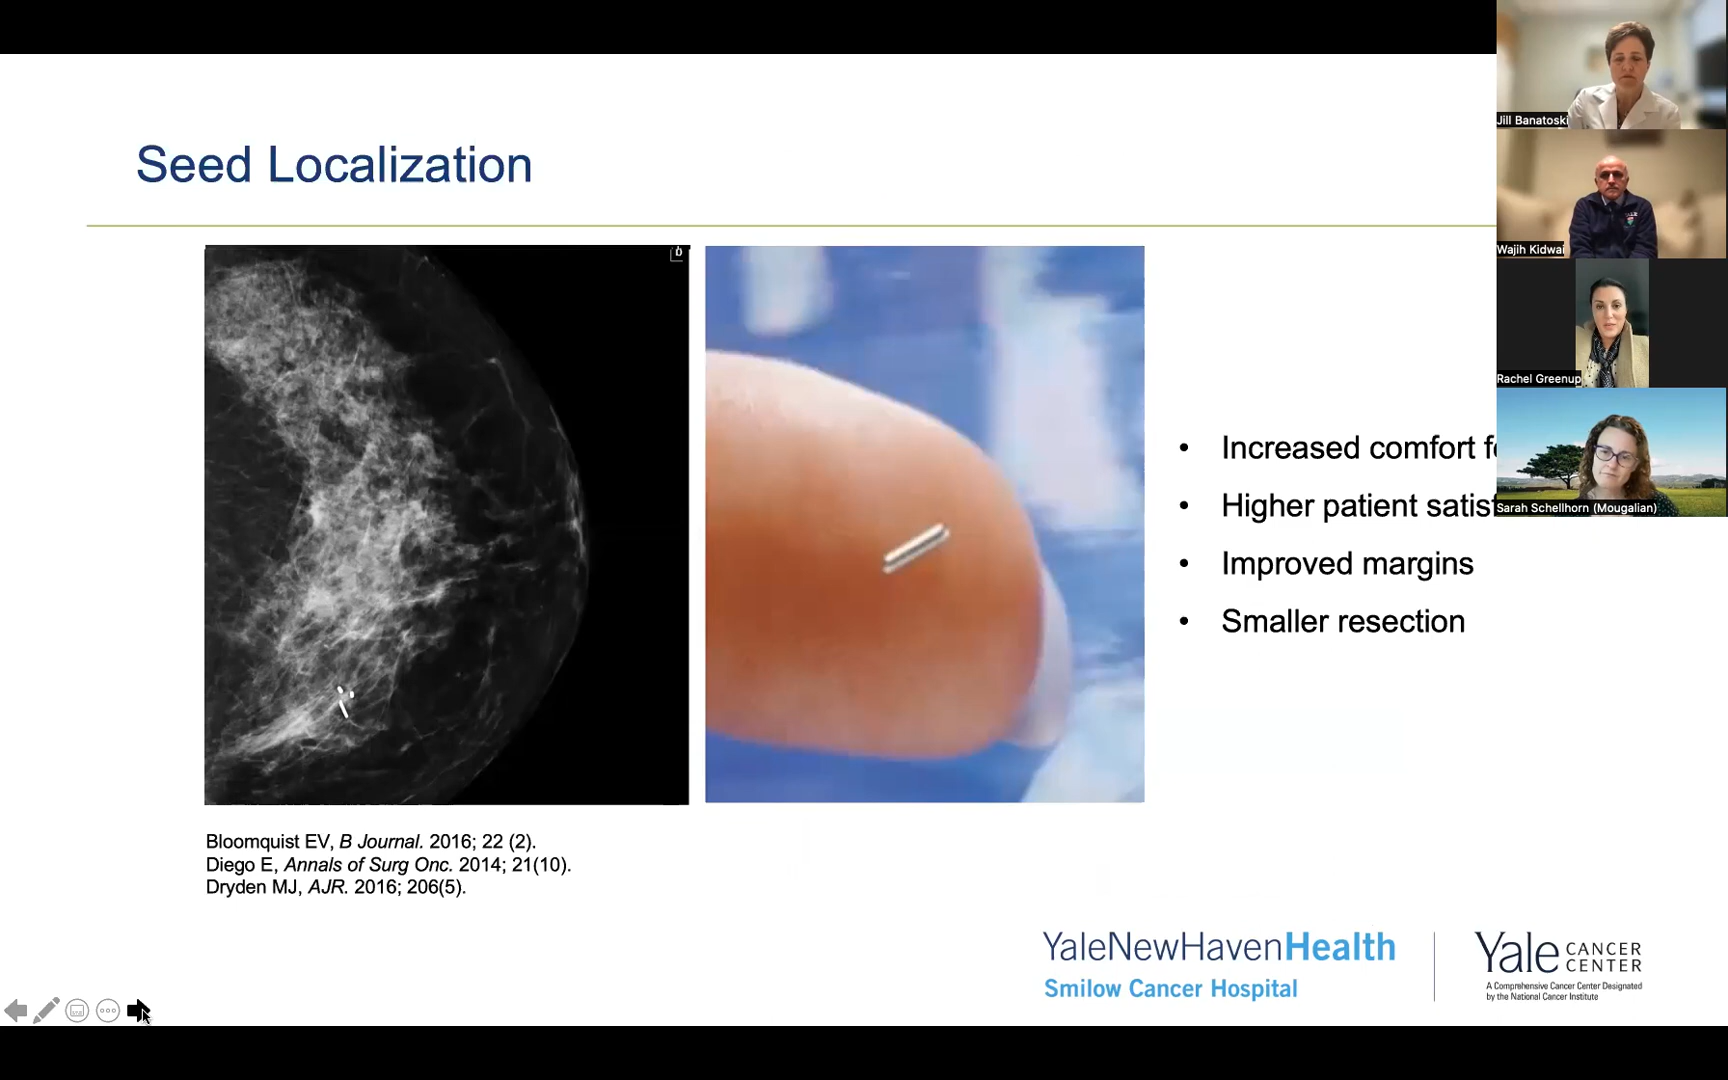 Seed Localization
Jill Banatoski
Wajih Kidwai
Rachel Greenup
Sarah Schellhorn (Mougalian)
• Increased comfort
• Higher patient
• Improved margins
• Smaller resection
Bloomquist EV, B Journal. 2016; 22 (2).
Diego E, Annals of Surg Onc. 2014; 21(10).
Dryden MJ, AJR. 2016; 206(5).
YaleNewHavenHealth
Smilow Cancer Hospital
Yale CANCER
CENTER
A Comprehensive Cancer Center Designated
by the National Cancer Institute